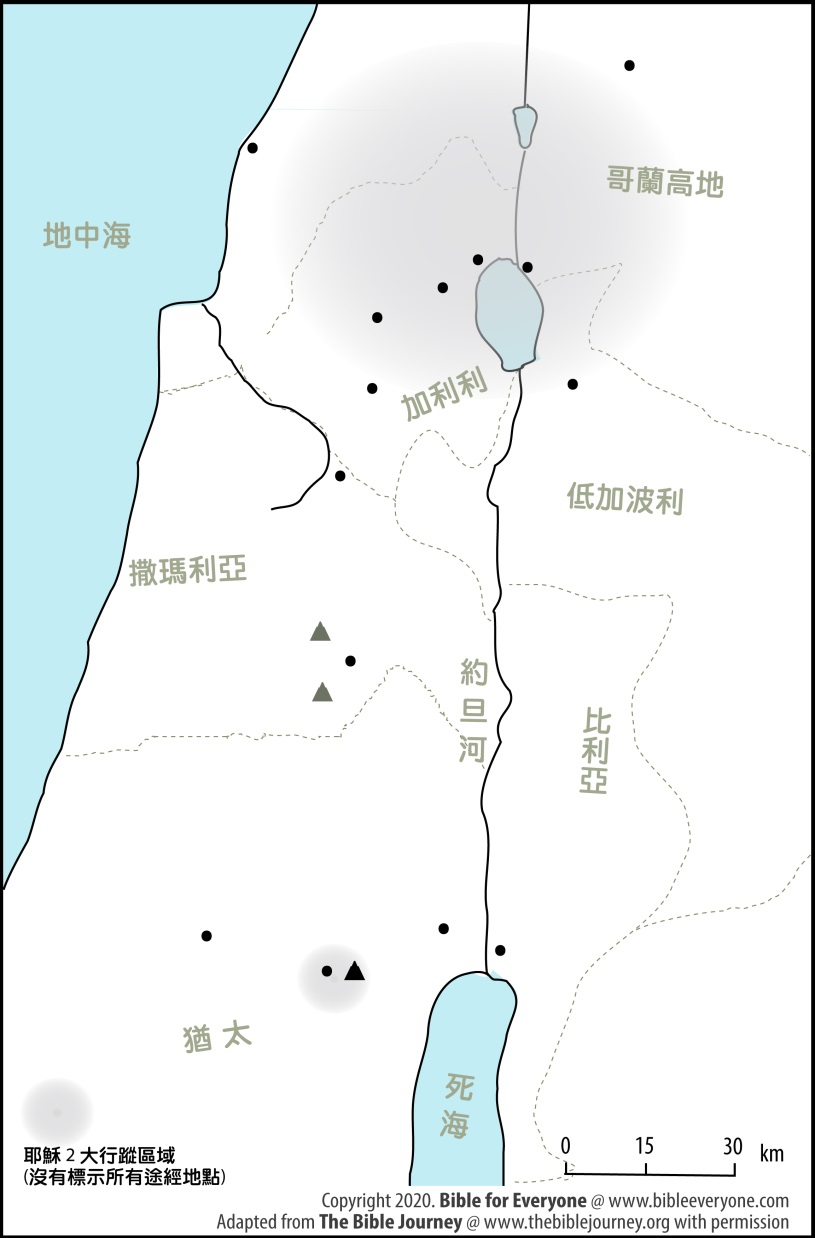 哥蘭高地
地中海
加利利
低加波利
撒瑪利亞
約旦河
比利亞
猶太
死海
耶穌 2 大行蹤區域
(沒有標示所有途經地點)
0 15 30 km
Copyright 2020. Bible for Everyone @ www.bibleeveryone.com
Adapted from The Bible Journey @ www.thebiblejourney.org with permission